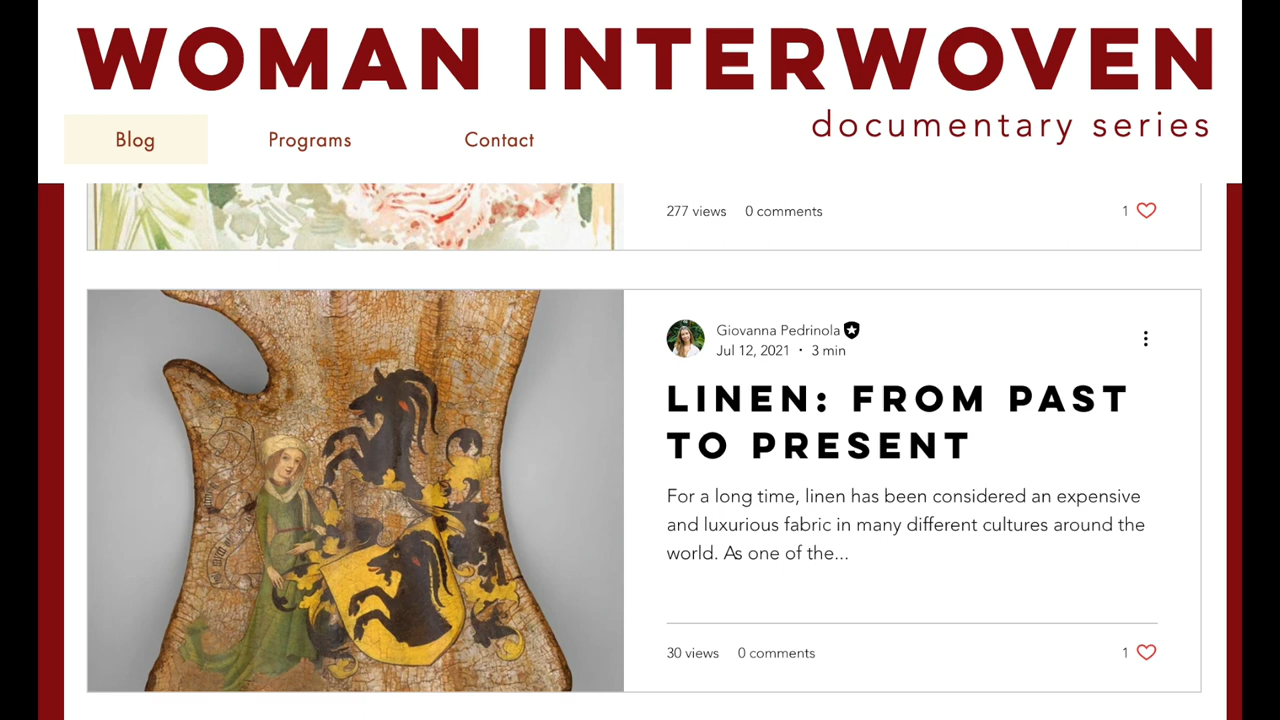 WOMAN INTERWOVEN
documentary series
Blog
Programs
Contact
277 views
0 comments
1
Giovanna Pedrinola
Jul 12, 2021 · 3 min
LINEN: FROM PAST
TO PRESENT
For a long time, linen has been considered an expensive
and luxurious fabric in many different cultures around the
world. As one of the...
30 views
0 comments
1